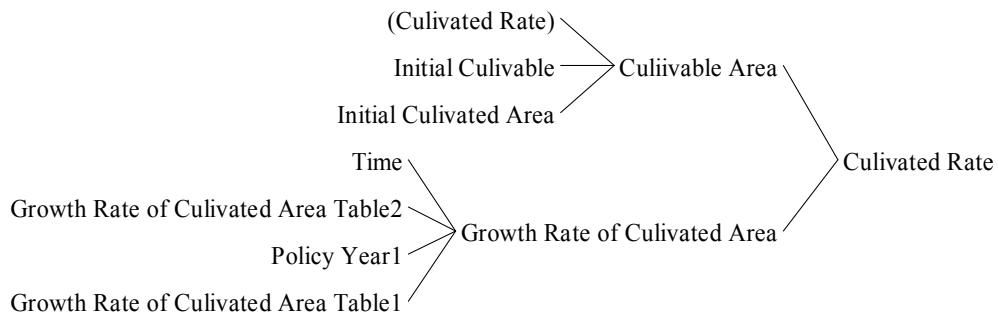 (Culivated Rate)
Initial Culivable
Culiivable Area
Initial Culivated Area
Time
Culivated Rate
Growth Rate of Culivated Area Table2
Growth Rate of Culivated Area
Policy Year1
Growth Rate of Culivated Area Table1